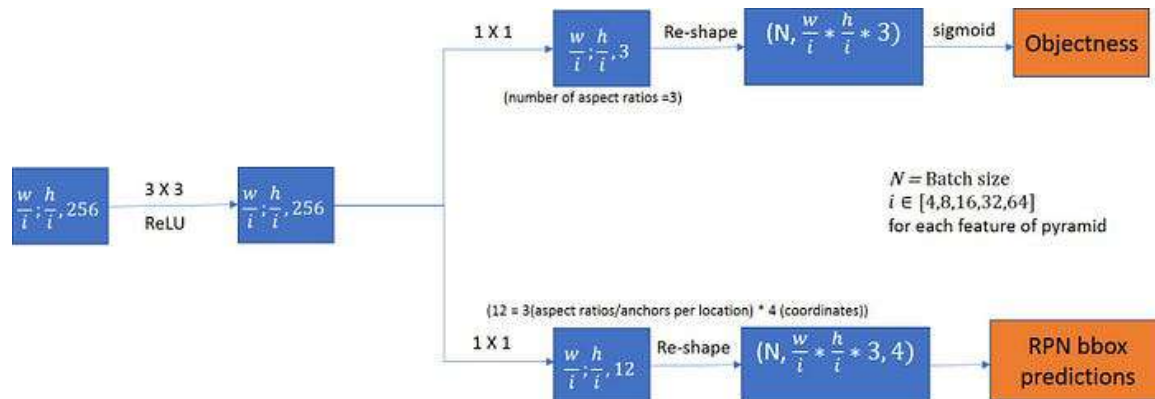 w/i ; h/i , 256
3 X 3
ReLU
w/i ; h/i , 256
1 X 1
w/i ; h/i , 3
(number of aspect ratios =3)
Re-shape
(N, w/i * h/i * 3)
sigmoid
Objectness
N = Batch size
i ∈ [4,8,16,32,64]
for each feature of pyramid
(12 = 3(aspect ratios/anchors per location) * 4 (coordinates))
1 X 1
w/i ; h/i , 12
Re-shape
(N, w/i * h/i * 3, 4)
RPN bbox
predictions